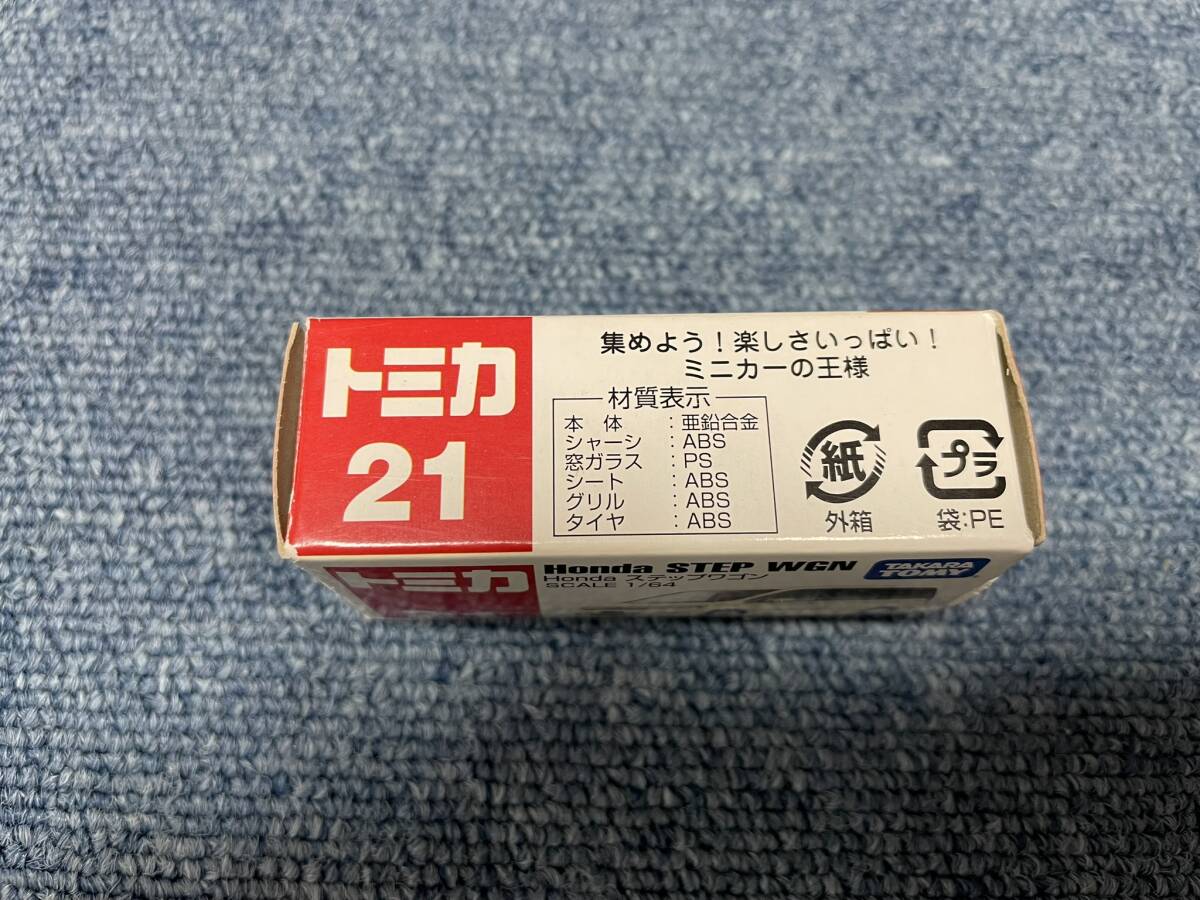 トミカ
21
集めよう！楽しさいっぱい！
ミニカーの王様
材質表示
本 体 : 亜鉛合金
シャーシ : ABS
窓ガラス : PS
シート : ABS
グリル : ABS
タイヤ : ABS
紙
外箱
プラ
袋:PE
トミカ
Honda STEP WGN
Honda ステップワゴン
SCALE 1/64
TAKARA
TOMY